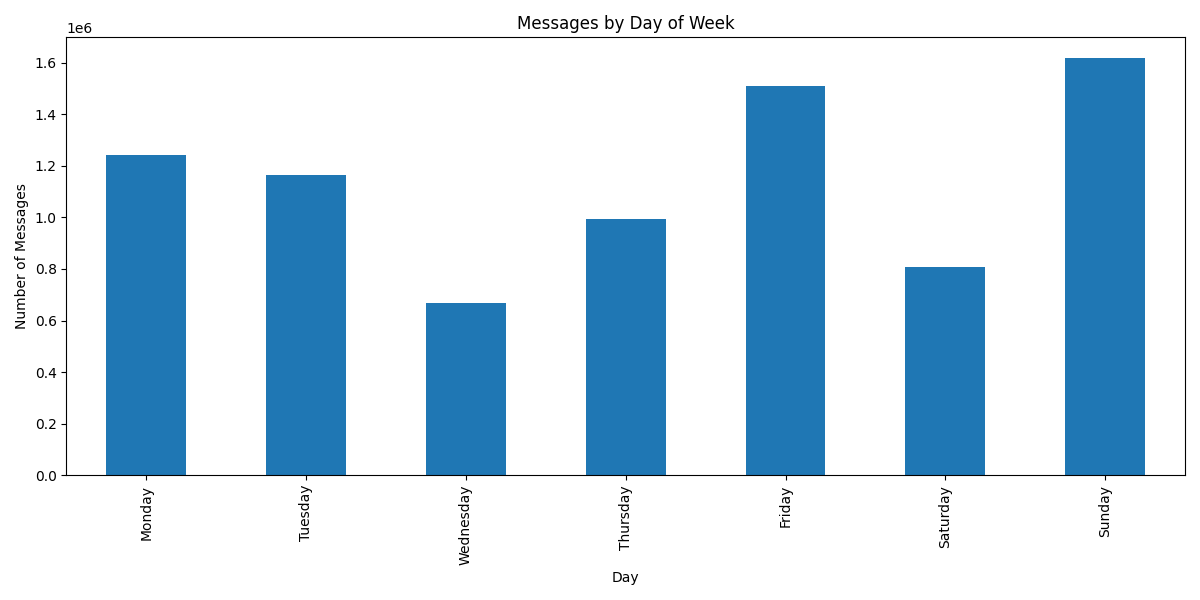 Messages by Day of Week
1e6
1.6
1.4
1.2
1.0
0.8
0.6
0.4
0.2
0.0
Number of Messages
Monday
Tuesday
Wednesday
Thursday
Friday
Saturday
Sunday
Day